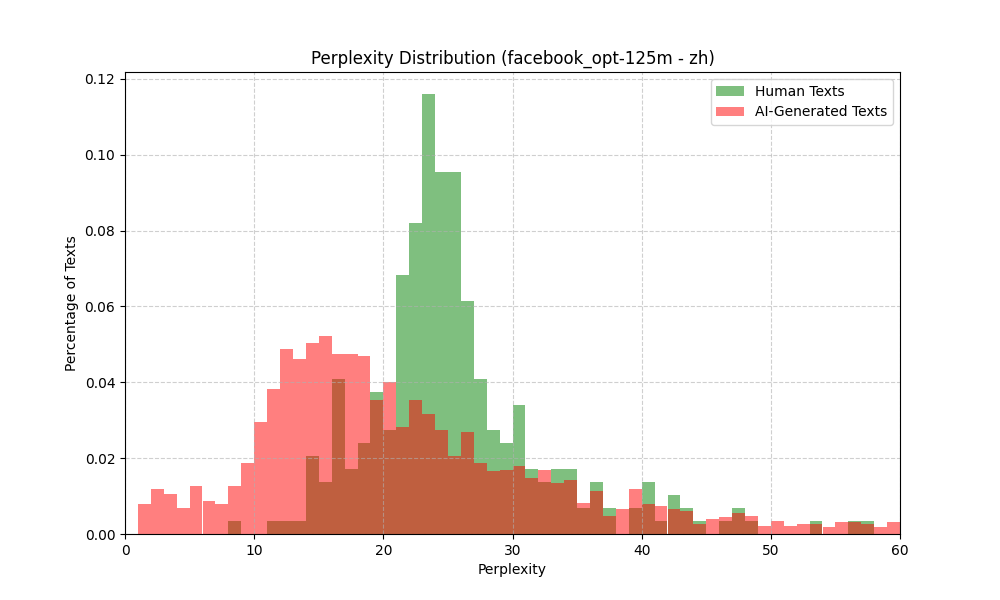 Perplexity Distribution (facebook_opt-125m - zh)
Human Texts
AI-Generated Texts
Percentage of Texts
0.12
0.10
0.08
0.06
0.04
0.02
0.00
0 10 20 30 40 50 60
Perplexity